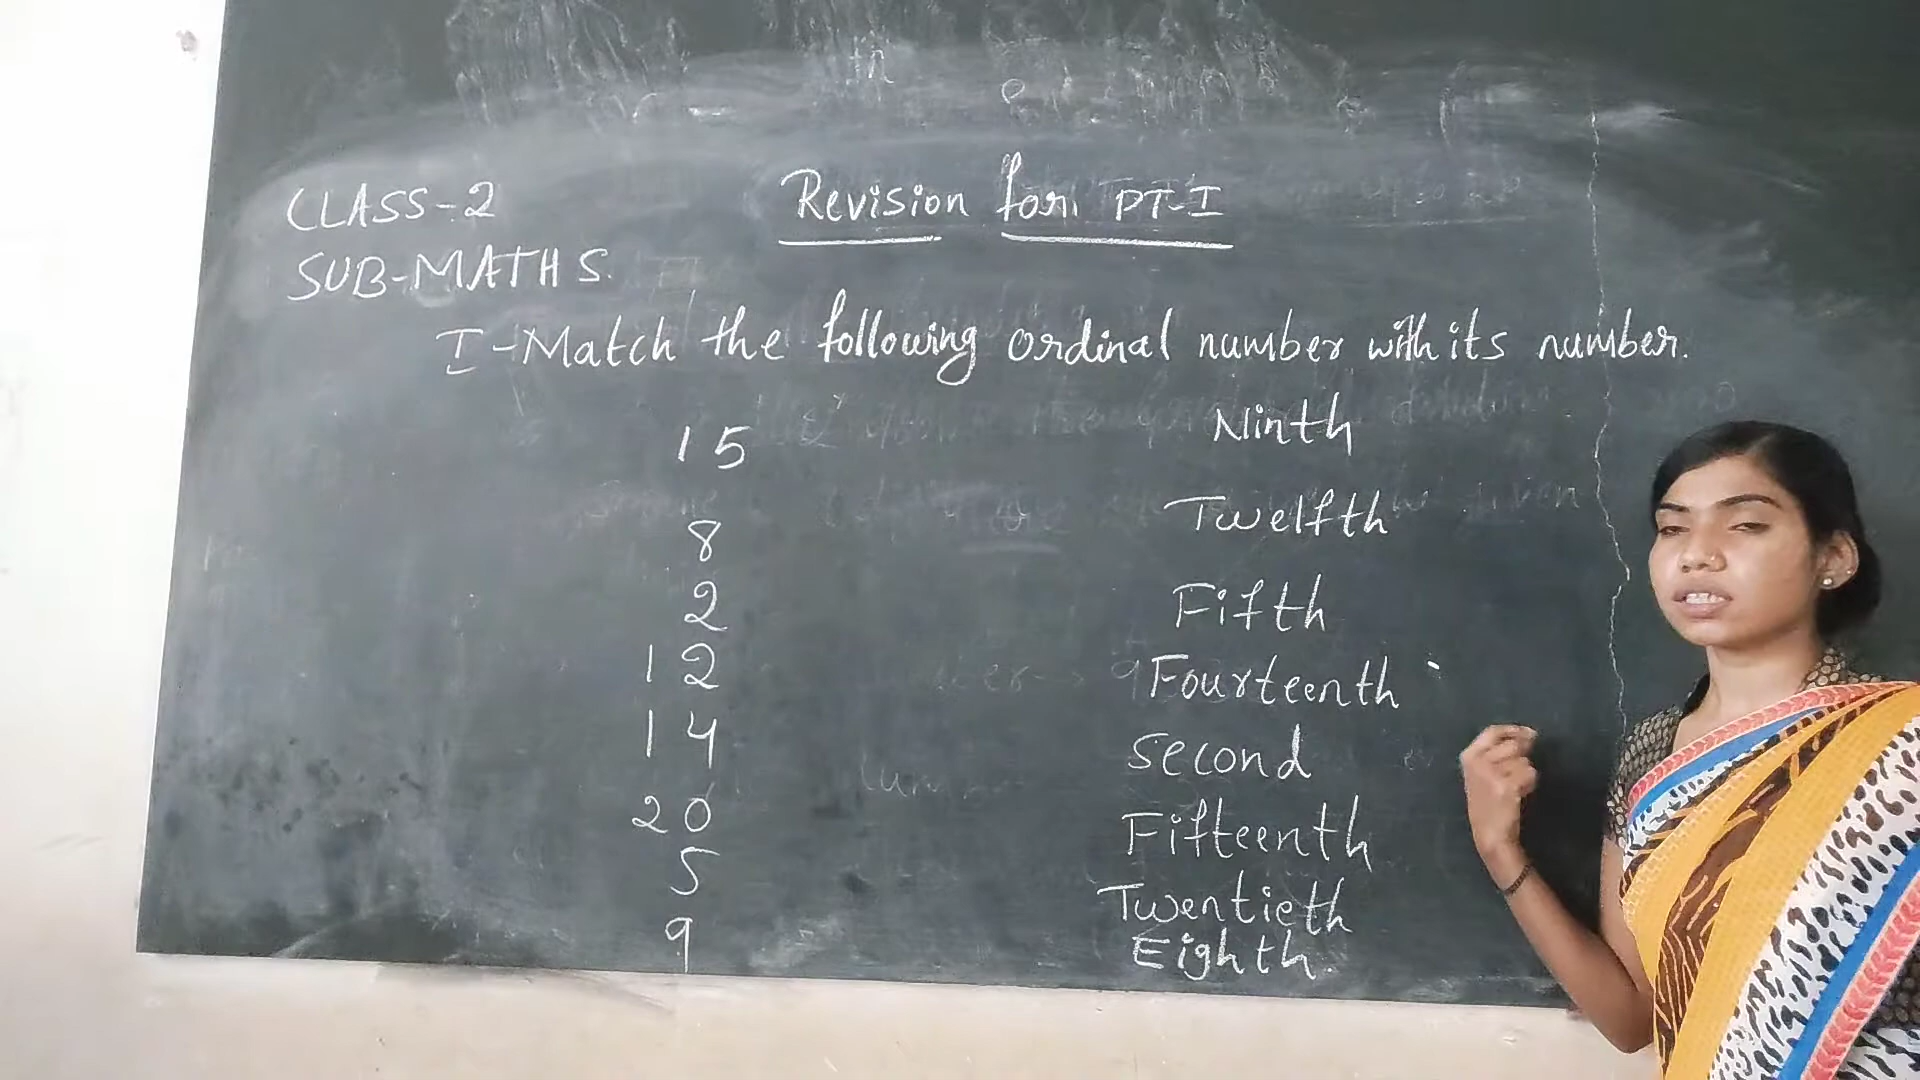 CLASS-2
Revision for PT-I
SUB-MATHS.
I-Match the following ordinal number with its number.
15 Ninth
8 Twelfth
2 Fifth
12 Fourteenth
14 second
20 Fifteenth
5 Twentieth
9 Eighth.